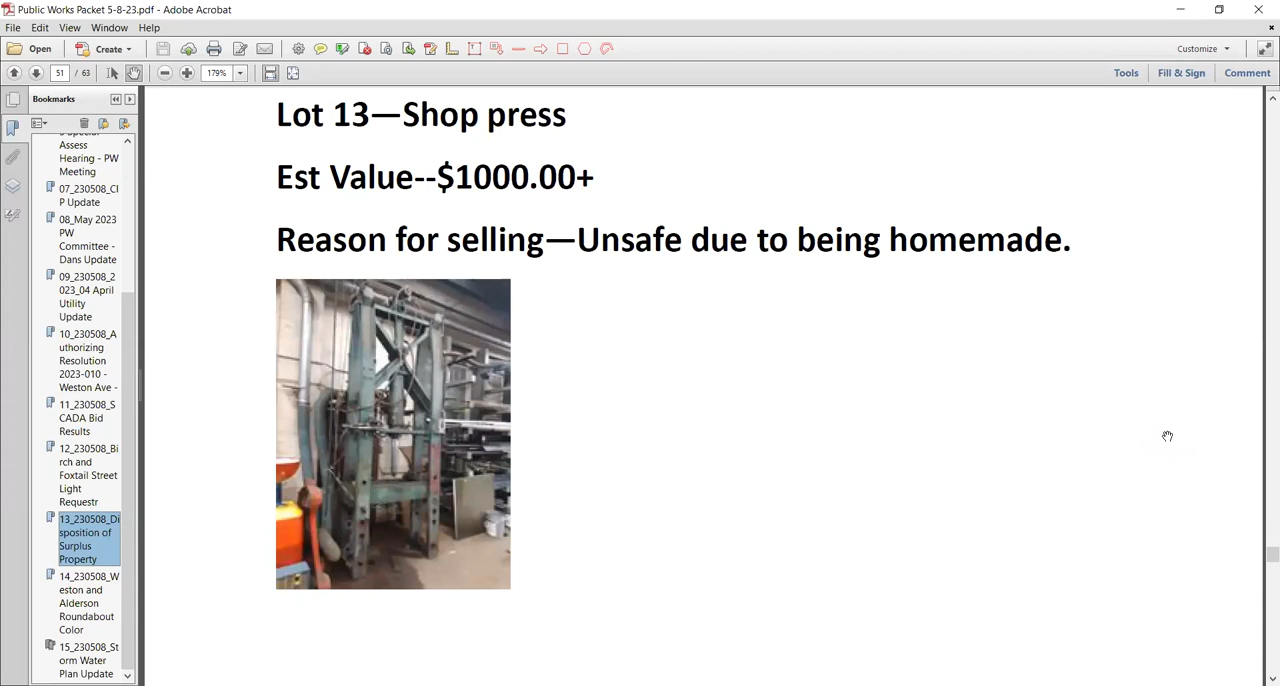 Public Works Packet 5-8-23.pdf - Adobe Acrobat
File Edit View Window Help
Open Create Customize
51 / 63 179% Tools Fill & Sign Comment
Bookmarks
Assess
Hearing - PW
Meeting
07_230508_CI
P Update
08_May 2023
PW
Committee -
Dans Update
09_230508_2
023_04 April
Utility
Update
10_230508_A
uthorizing
Resolution
2023-010 -
Weston Ave -
11_230508_S
CADA Bid
Results
12_230508_Bi
rch and
Foxtail Street
Light
Requestr
13_230508_Di
sposition of
Surplus
Property
14_230508_W
eston and
Alderson
Roundabout
Color
15_230508_St
orm Water
Plan Update
Lot 13—Shop press
Est Value--$1000.00+
Reason for selling—Unsafe due to being homemade.